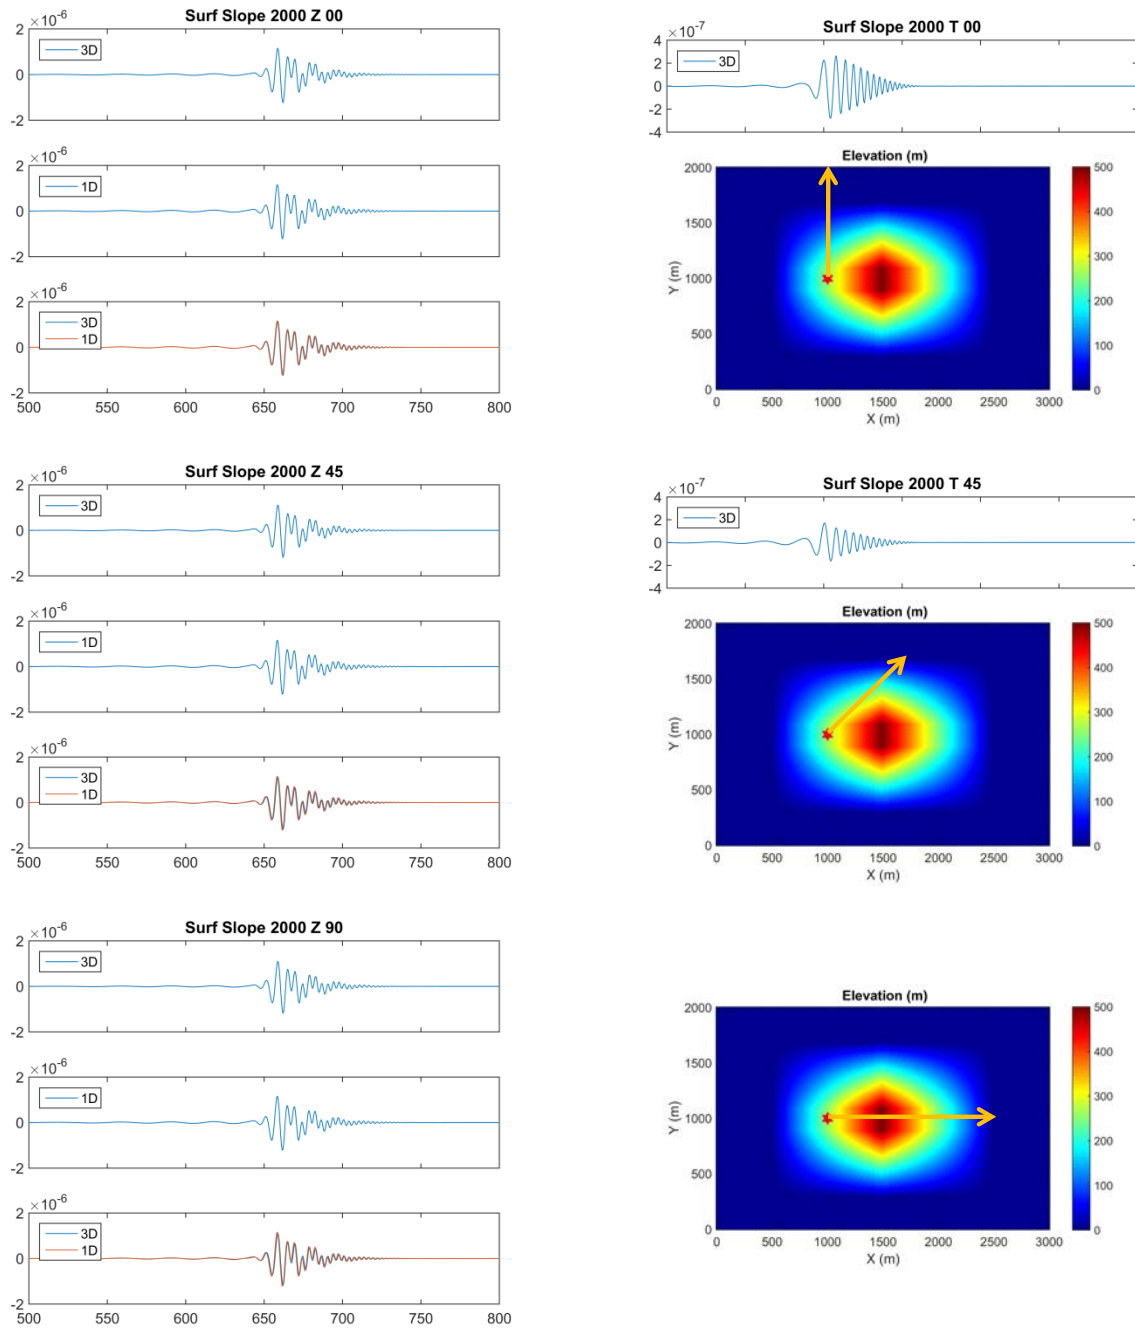 Surf Slope 2000 Z 00
×10-6
2
0
-2
3D
×10-6
2
0
-2
1D
×10-6
2
0
-2
3D
1D
500 550 600 650 700 750 800
Surf Slope 2000 T 00
×10-7
4
2
0
-2
-4
3D
Elevation (m)
2000
1500
1000
500
0
Y (m)
0 500 1000 1500 2000 2500 3000
X (m)
500
400
300
200
100
0
Surf Slope 2000 Z 45
×10-6
2
0
-2
3D
×10-6
2
0
-2
1D
×10-6
2
0
-2
3D
1D
500 550 600 650 700 750 800
Surf Slope 2000 T 45
×10-7
4
2
0
-2
-4
3D
Elevation (m)
2000
1500
1000
500
0
Y (m)
0 500 1000 1500 2000 2500 3000
X (m)
500
400
300
200
100
0
Surf Slope 2000 Z 90
×10-6
2
0
-2
3D
×10-6
2
0
-2
1D
×10-6
2
0
-2
3D
1D
500 550 600 650 700 750 800
Elevation (m)
2000
1500
1000
500
0
Y (m)
0 500 1000 1500 2000 2500 3000
X (m)
500
400
300
200
100
0